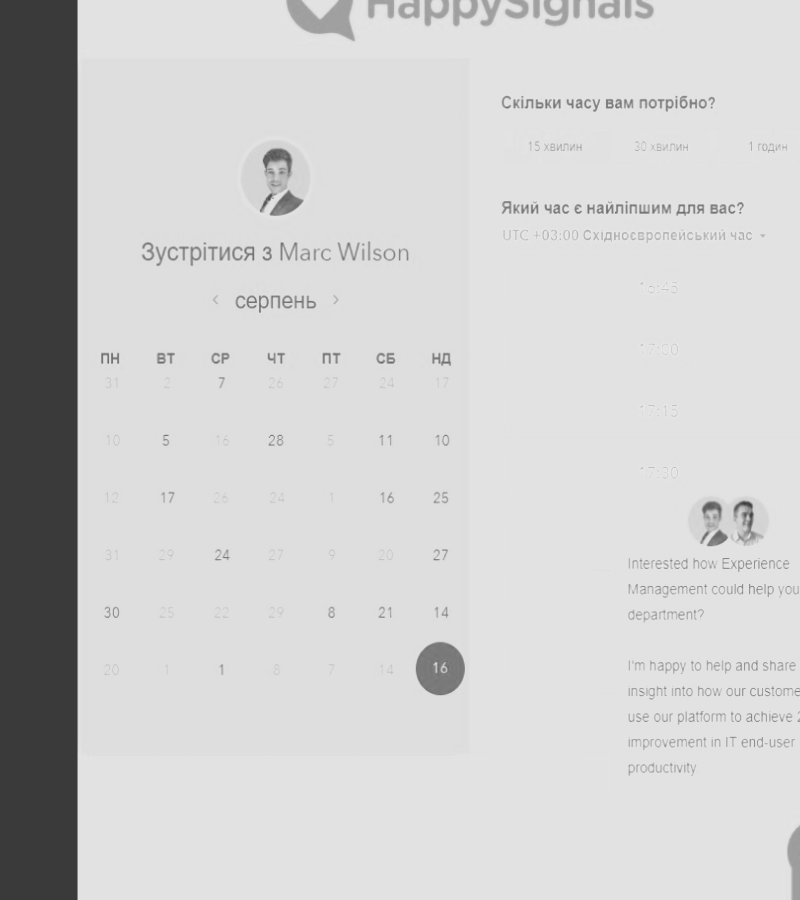 HappySignals
Зустрітися з Marc Wilson
‹ серпень ›
ПН ВТ СР ЧТ ПТ СБ НД
31 2 7 26 27 24 17
10 5 16 28 5 11 10
12 17 26 24 1 16 25
31 29 24 27 9 20 27
30 25 22 29 8 21 14
20 1 1 8 7 14 16
Скільки часу вам потрібно?
15 хвилин 30 хвилин 1 годин
Який час є найліпшим для вас?
UTC +03:00 Східноєвропейський час
16:45
17:00
17:15
17:30
Interested how Experience
Management could help you
department?
I'm happy to help and share
insight into how our custome
use our platform to achieve 2
improvement in IT end-user
productivity